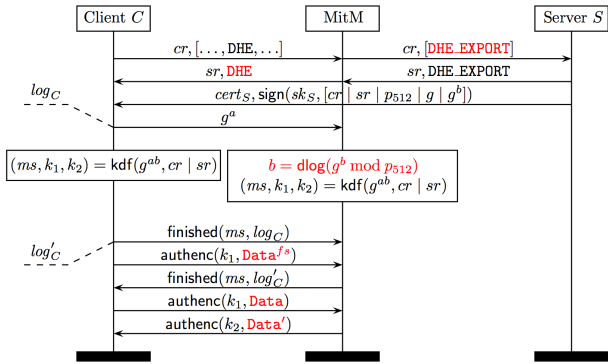 Client C MitM Server S
cr, [..., DHE, ...] cr, [DHE_EXPORT]
sr, DHE sr, DHE_EXPORT
log_C cert_S, sign(sk_S, [cr | sr | p_512 | g | g^b])
g^a
(ms, k_1, k_2) = kdf(g^{ab}, cr | sr)
b = dlog(g^b mod p_512)
(ms, k_1, k_2) = kdf(g^{ab}, cr | sr)
finished(ms, log_C)
log'_C authenc(k_1, Data^{fs})
finished(ms, log'_C)
authenc(k_1, Data)
authenc(k_2, Data')